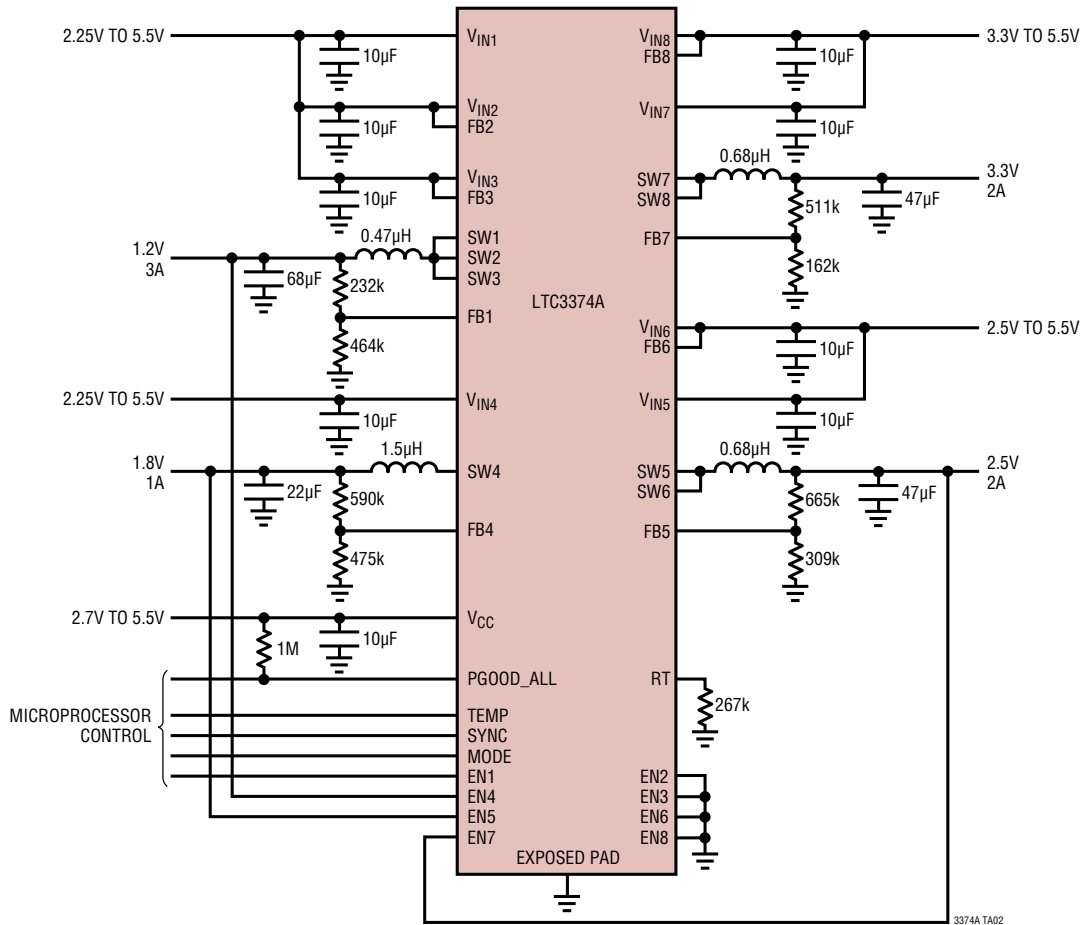 2.25V TO 5.5V
10µF
10µF
10µF
1.2V
3A
68µF
0.47µH
232k
464k
2.25V TO 5.5V
10µF
1.8V
1A
22µF
1.5µH
590k
475k
2.7V TO 5.5V
1M
10µF
MICROPROCESSOR
CONTROL
VIN1
VIN2
FB2
VIN3
FB3
SW1
SW2
SW3
FB1
VIN4
SW4
FB4
VCC
PGOOD_ALL
TEMP
SYNC
MODE
EN1
EN4
EN5
EN7
LTC3374A
EXPOSED PAD
VIN8
FB8
VIN7
SW7
SW8
FB7
VIN6
FB6
VIN5
SW5
SW6
FB5
RT
EN2
EN3
EN6
EN8
3.3V TO 5.5V
10µF
10µF
0.68µH
3.3V
2A
511k
47µF
162k
2.5V TO 5.5V
10µF
10µF
0.68µH
2.5V
2A
665k
47µF
309k
267k
3374A TA02